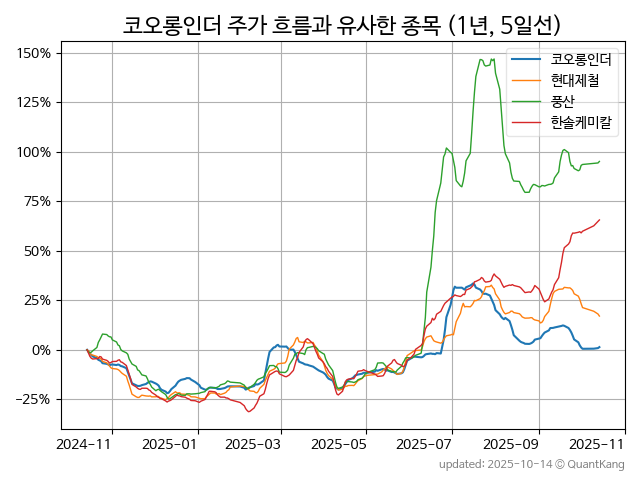 코오롱인더 주가 흐름과 유사한 종목 (1년, 5일선)
150%
125%
100%
75%
50%
25%
0%
−25%
코오롱인더
현대제철
풍산
한솔케미칼
2024-11
2025-01
2025-03
2025-05
2025-07
2025-09
2025-11
updated: 2025-10-14 © QuantKang